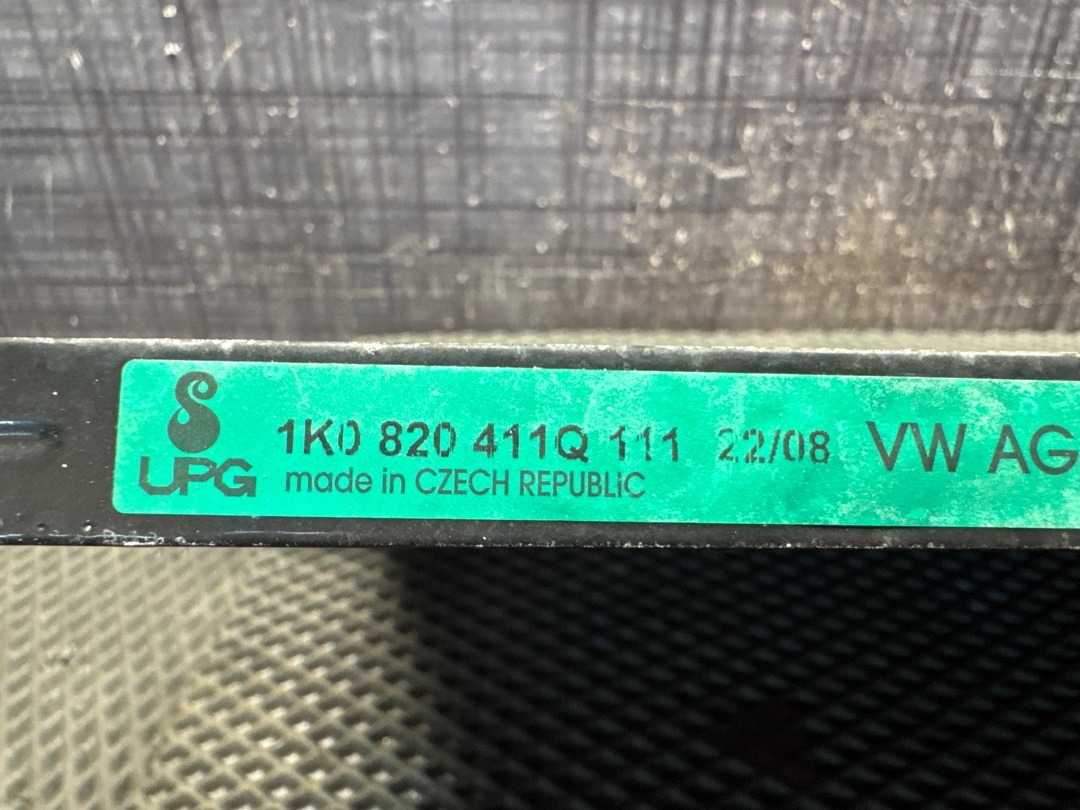 1K0 820 411Q 111 22/08 VW AG
UPG made in CZECH REPUBLIC